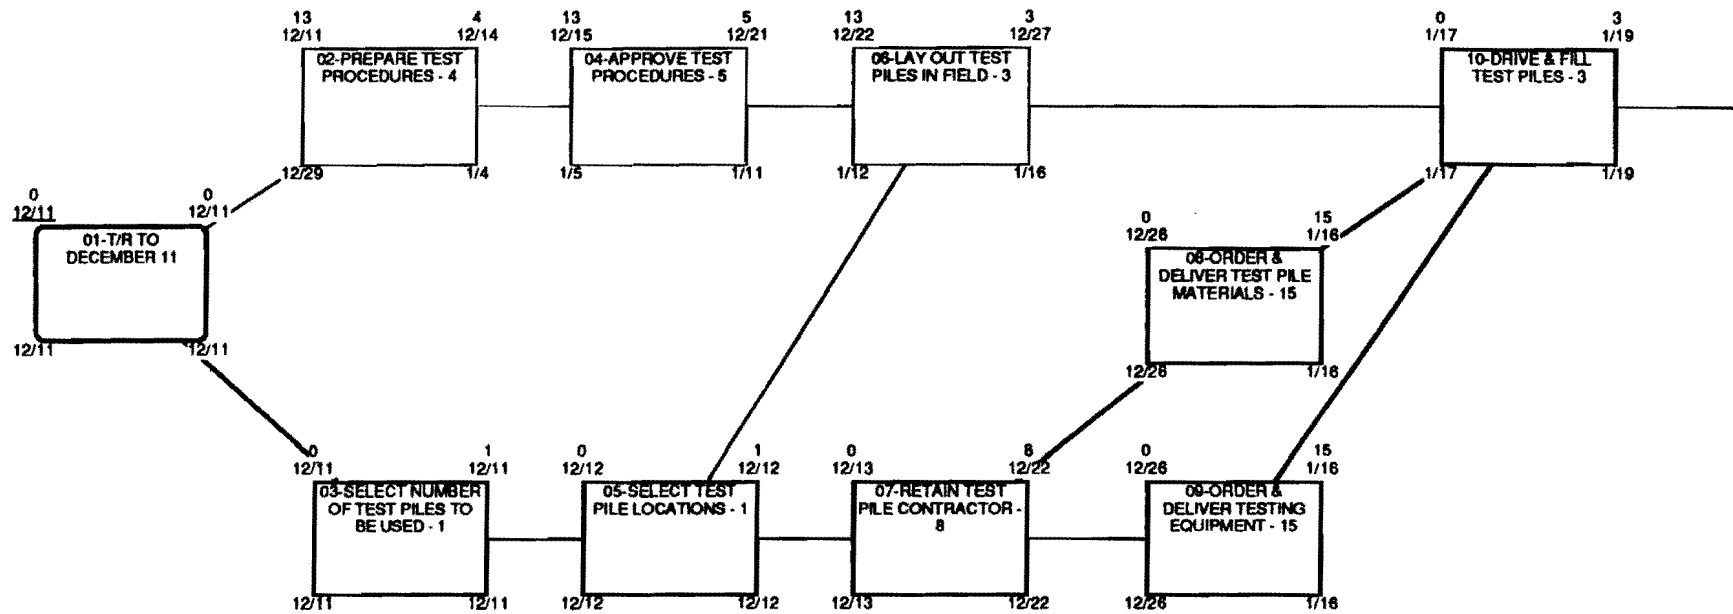 13 4
12/11 12/14
02-PREPARE TEST
PROCEDURES - 4
12/29 1/4
13 5
12/15 12/21
04-APPROVE TEST
PROCEDURES - 5
1/5 1/11
13 3
12/22 12/27
06-LAY OUT TEST
PILES IN FIELD - 3
1/12 1/16
0 3
1/17 1/19
10-DRIVE & FILL
TEST PILES - 3
1/17 1/19
0 0
12/11 12/11
01-T/R TO
DECEMBER 11
12/11 12/11
0 15
12/26 1/16
08-ORDER &
DELIVER TEST PILE
MATERIALS - 15
12/26 1/16
0 1
12/11 12/11
03-SELECT NUMBER
OF TEST PILES TO
BE USED - 1
12/11 12/11
0 1
12/12 12/12
05-SELECT TEST
PILE LOCATIONS - 1
12/12 12/12
0 8
12/13 12/22
07-RETAIN TEST
PILE CONTRACTOR -
8
12/13 12/22
0 15
12/26 1/16
09-ORDER &
DELIVER TESTING
EQUIPMENT - 15
12/26 1/16